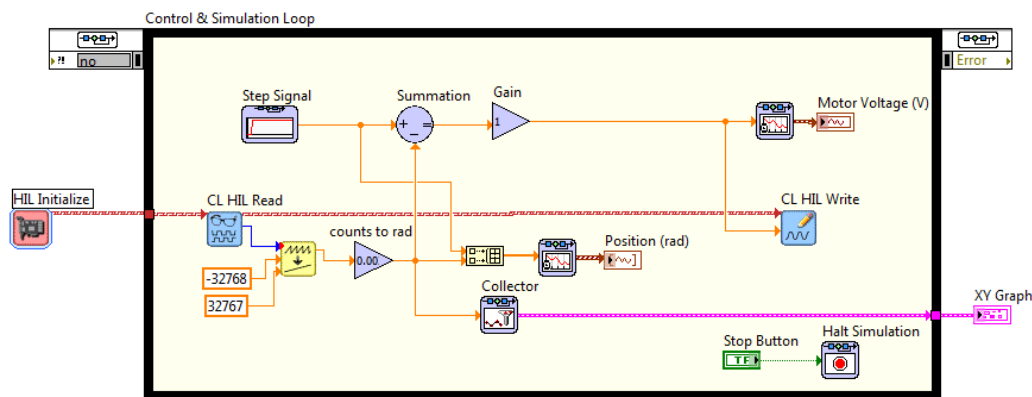 Control & Simulation Loop
?! no
Error
Step Signal
Summation
Gain
1
Motor Voltage (V)
HIL Initialize
CL HIL Read
CL HIL Write
counts to rad
0.00
Position (rad)
-32768
32767
Collector
XY Graph
Stop Button
Halt Simulation
TF